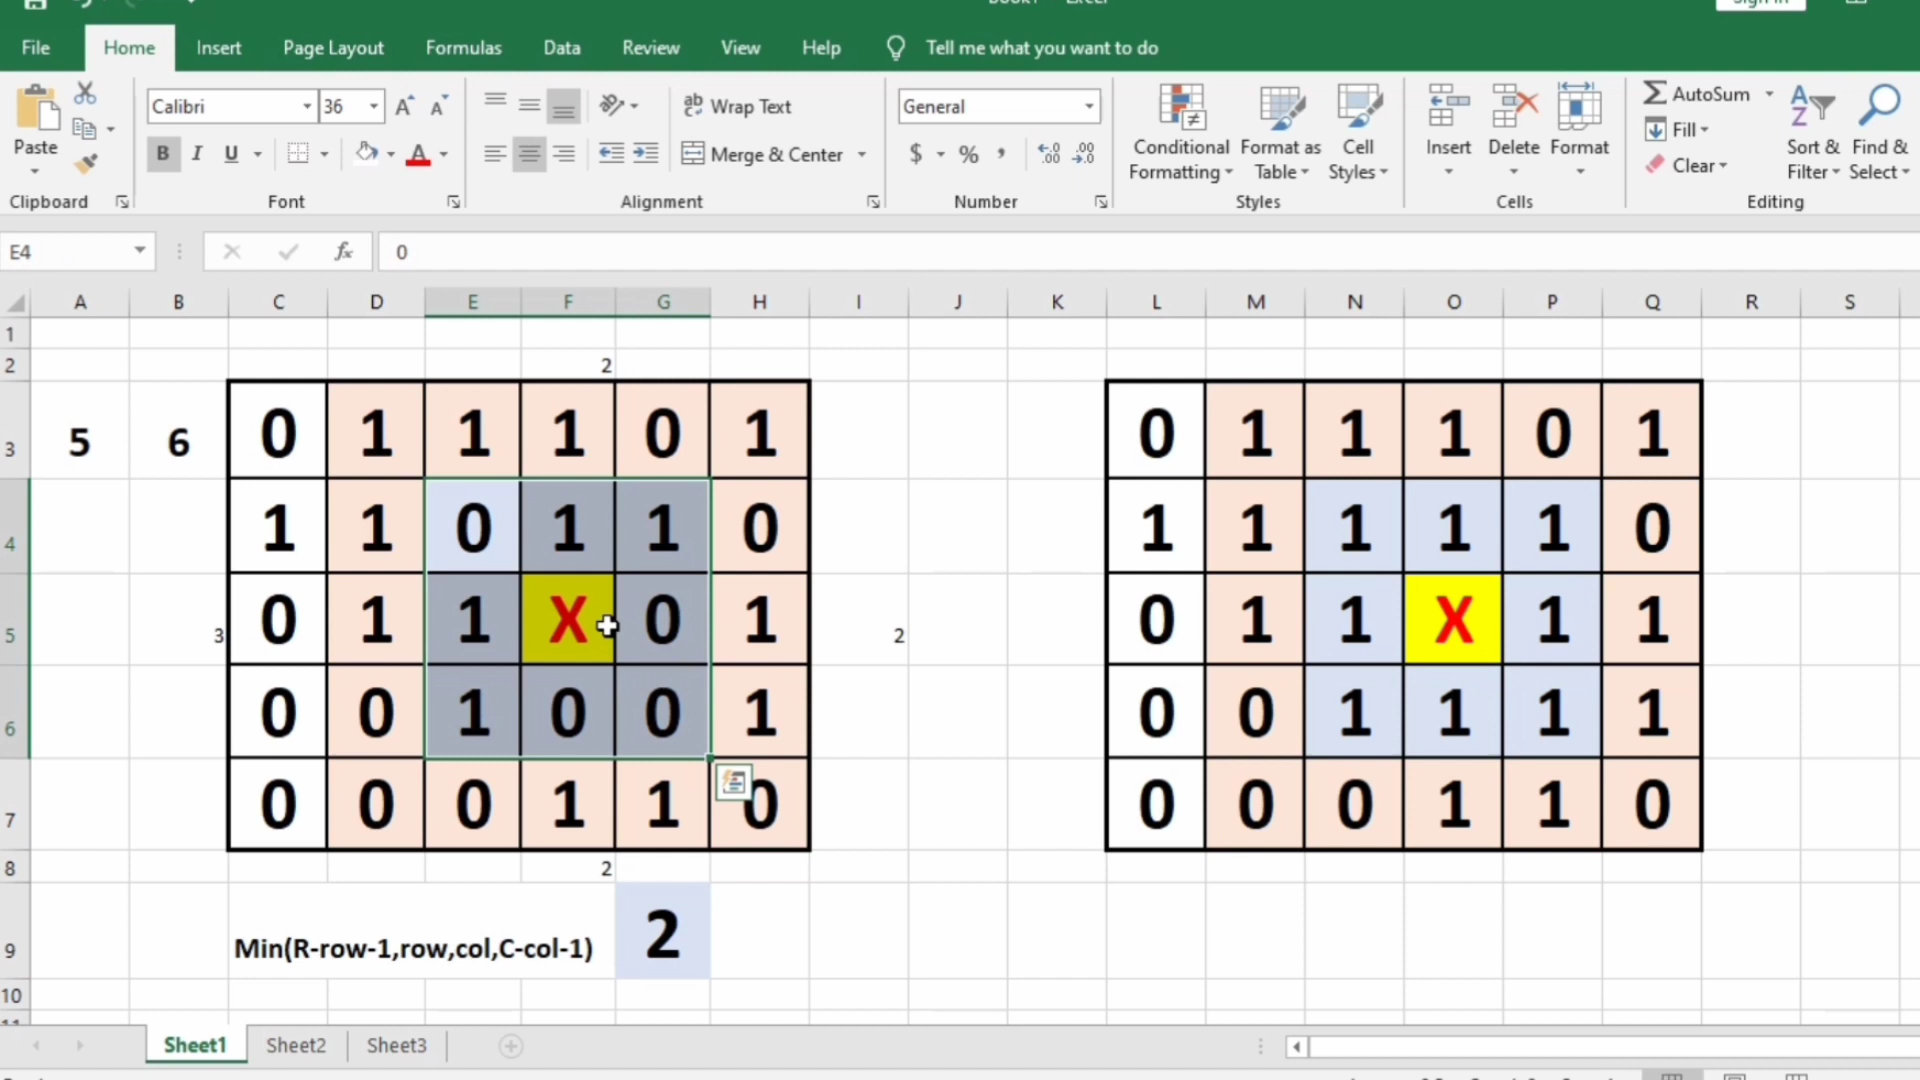 File Home Insert Page Layout Formulas Data Review View Help Tell me what you want to do
Calibri 36 Wrap Text General AutoSum
Paste B I U A Merge & Center $ % Conditional Formatting Format as Table Cell Styles Insert Delete Format Fill Clear Sort & Filter Find & Select
Clipboard Font Alignment Number Styles Cells Editing
E4 fx 0
A B C D E F G H I J K L M N O P Q R S
1
2 2
3 5 6 0 1 1 1 0 1 0 1 1 1 0 1
4 1 1 0 1 1 0 1 1 1 1 1 0
5 3 0 1 1 X 0 1 2 0 1 1 X 1 1
6 0 0 1 0 0 1 0 0 1 1 1 1
7 0 0 0 1 1 0 0 0 0 1 1 0
8 2
9 Min(R-row-1,row,col,C-col-1) 2
10
Sheet1 Sheet2 Sheet3